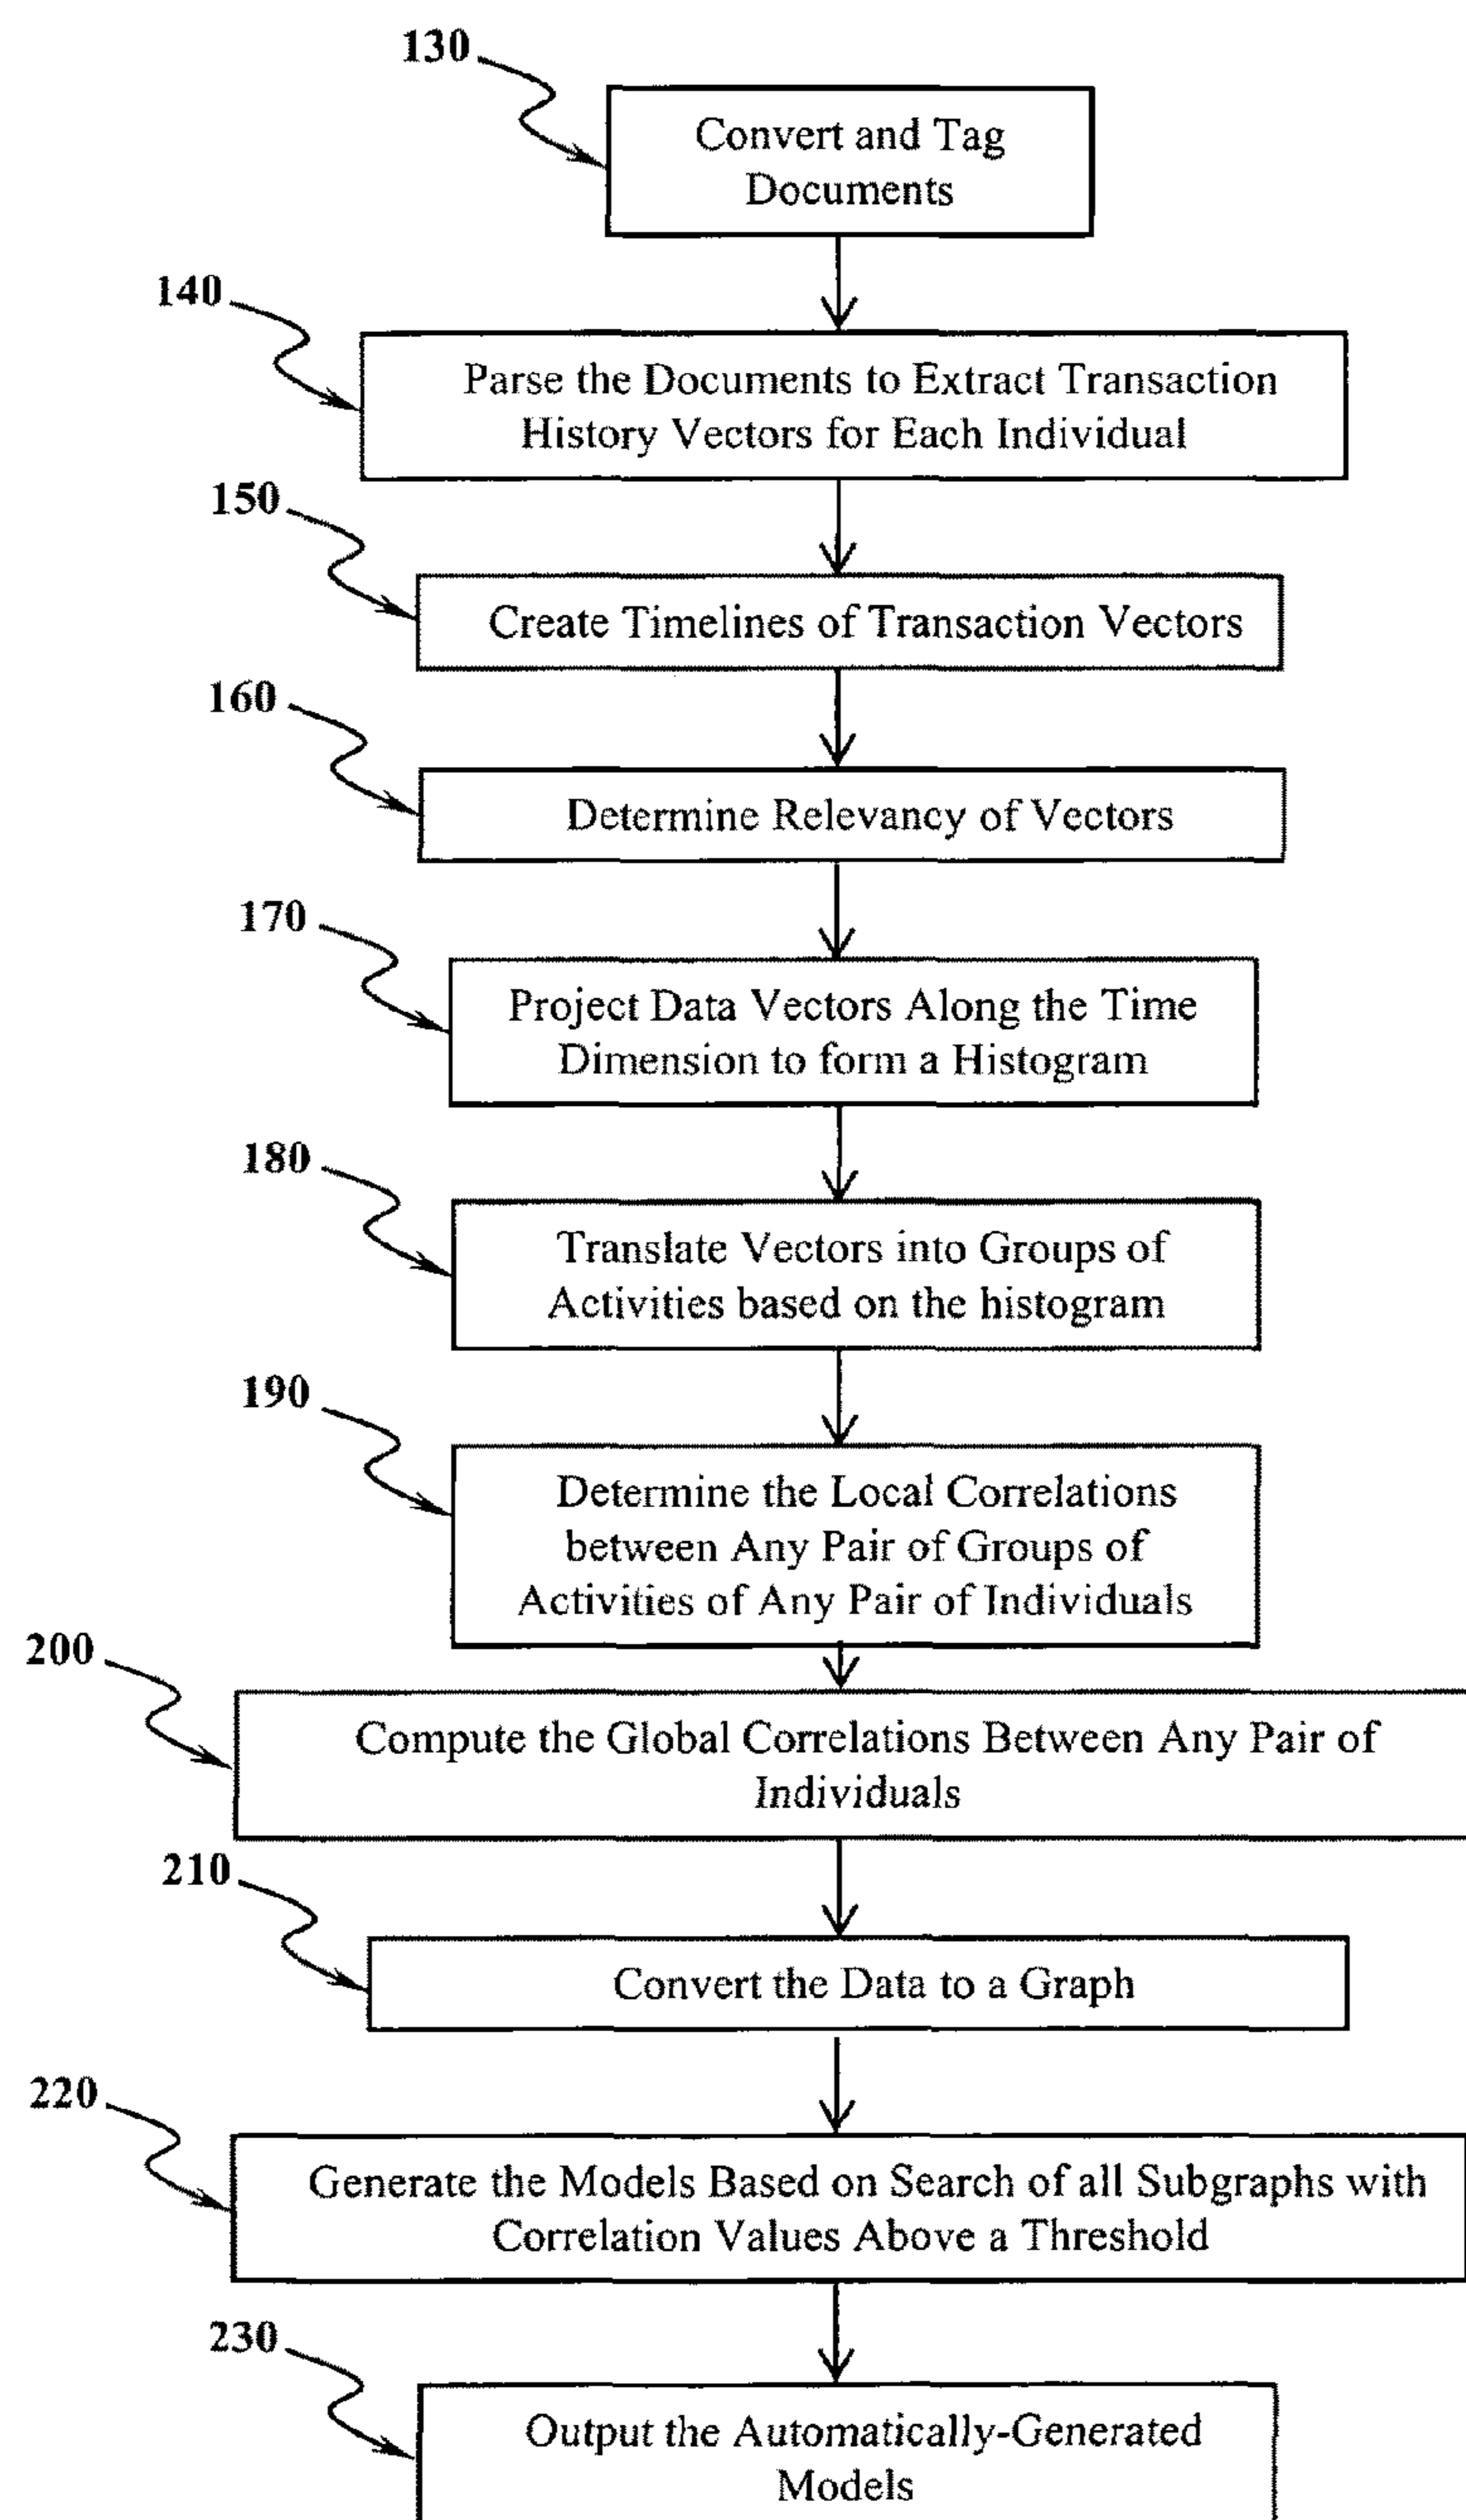 130
Convert and Tag
Documents
140
Parse the Documents to Extract Transaction
History Vectors for Each Individual
150
Create Timelines of Transaction Vectors
160
Determine Relevancy of Vectors
170
Project Data Vectors Along the Time
Dimension to form a Histogram
180
Translate Vectors into Groups of
Activities based on the histogram
190
Determine the Local Correlations
between Any Pair of Groups of
Activities of Any Pair of Individuals
200
Compute the Global Correlations Between Any Pair of
Individuals
210
Convert the Data to a Graph
220
Generate the Models Based on Search of all Subgraphs with
Correlation Values Above a Threshold
230
Output the Automatically-Generated
Models